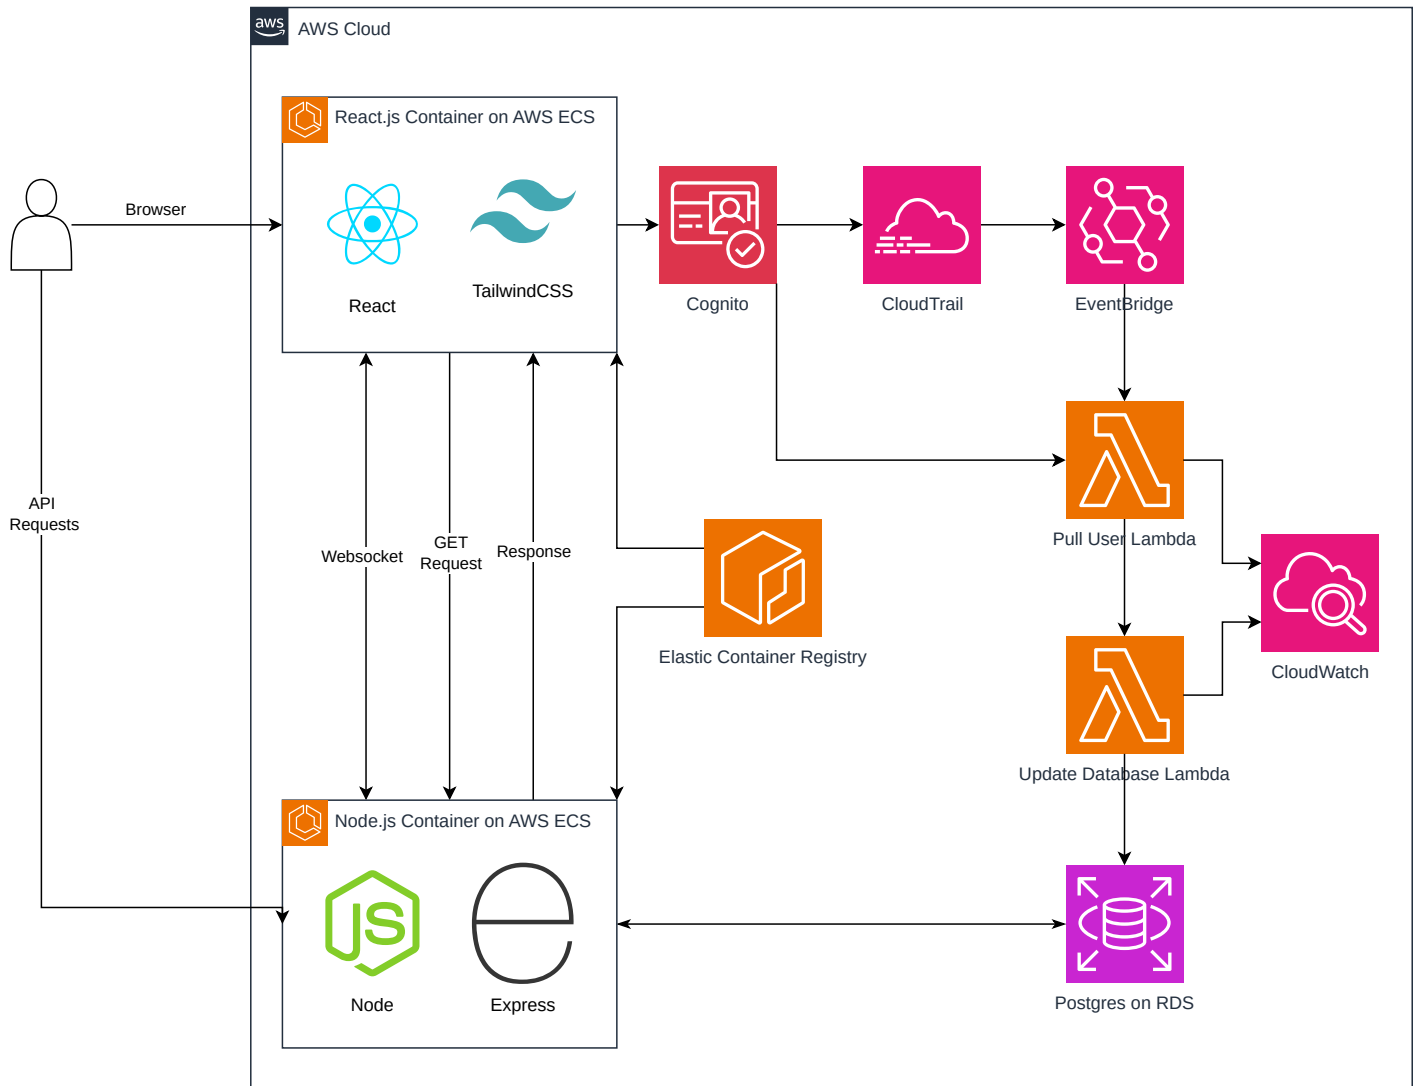 aws
AWS Cloud
React.js Container on AWS ECS
Browser
React
TailwindCSS
Cognito
CloudTrail
EventBridge
API
Requests
Websocket
GET
Request
Response
Pull User Lambda
Elastic Container Registry
CloudWatch
Update Database Lambda
Node.js Container on AWS ECS
JS
Node
Express
Postgres on RDS